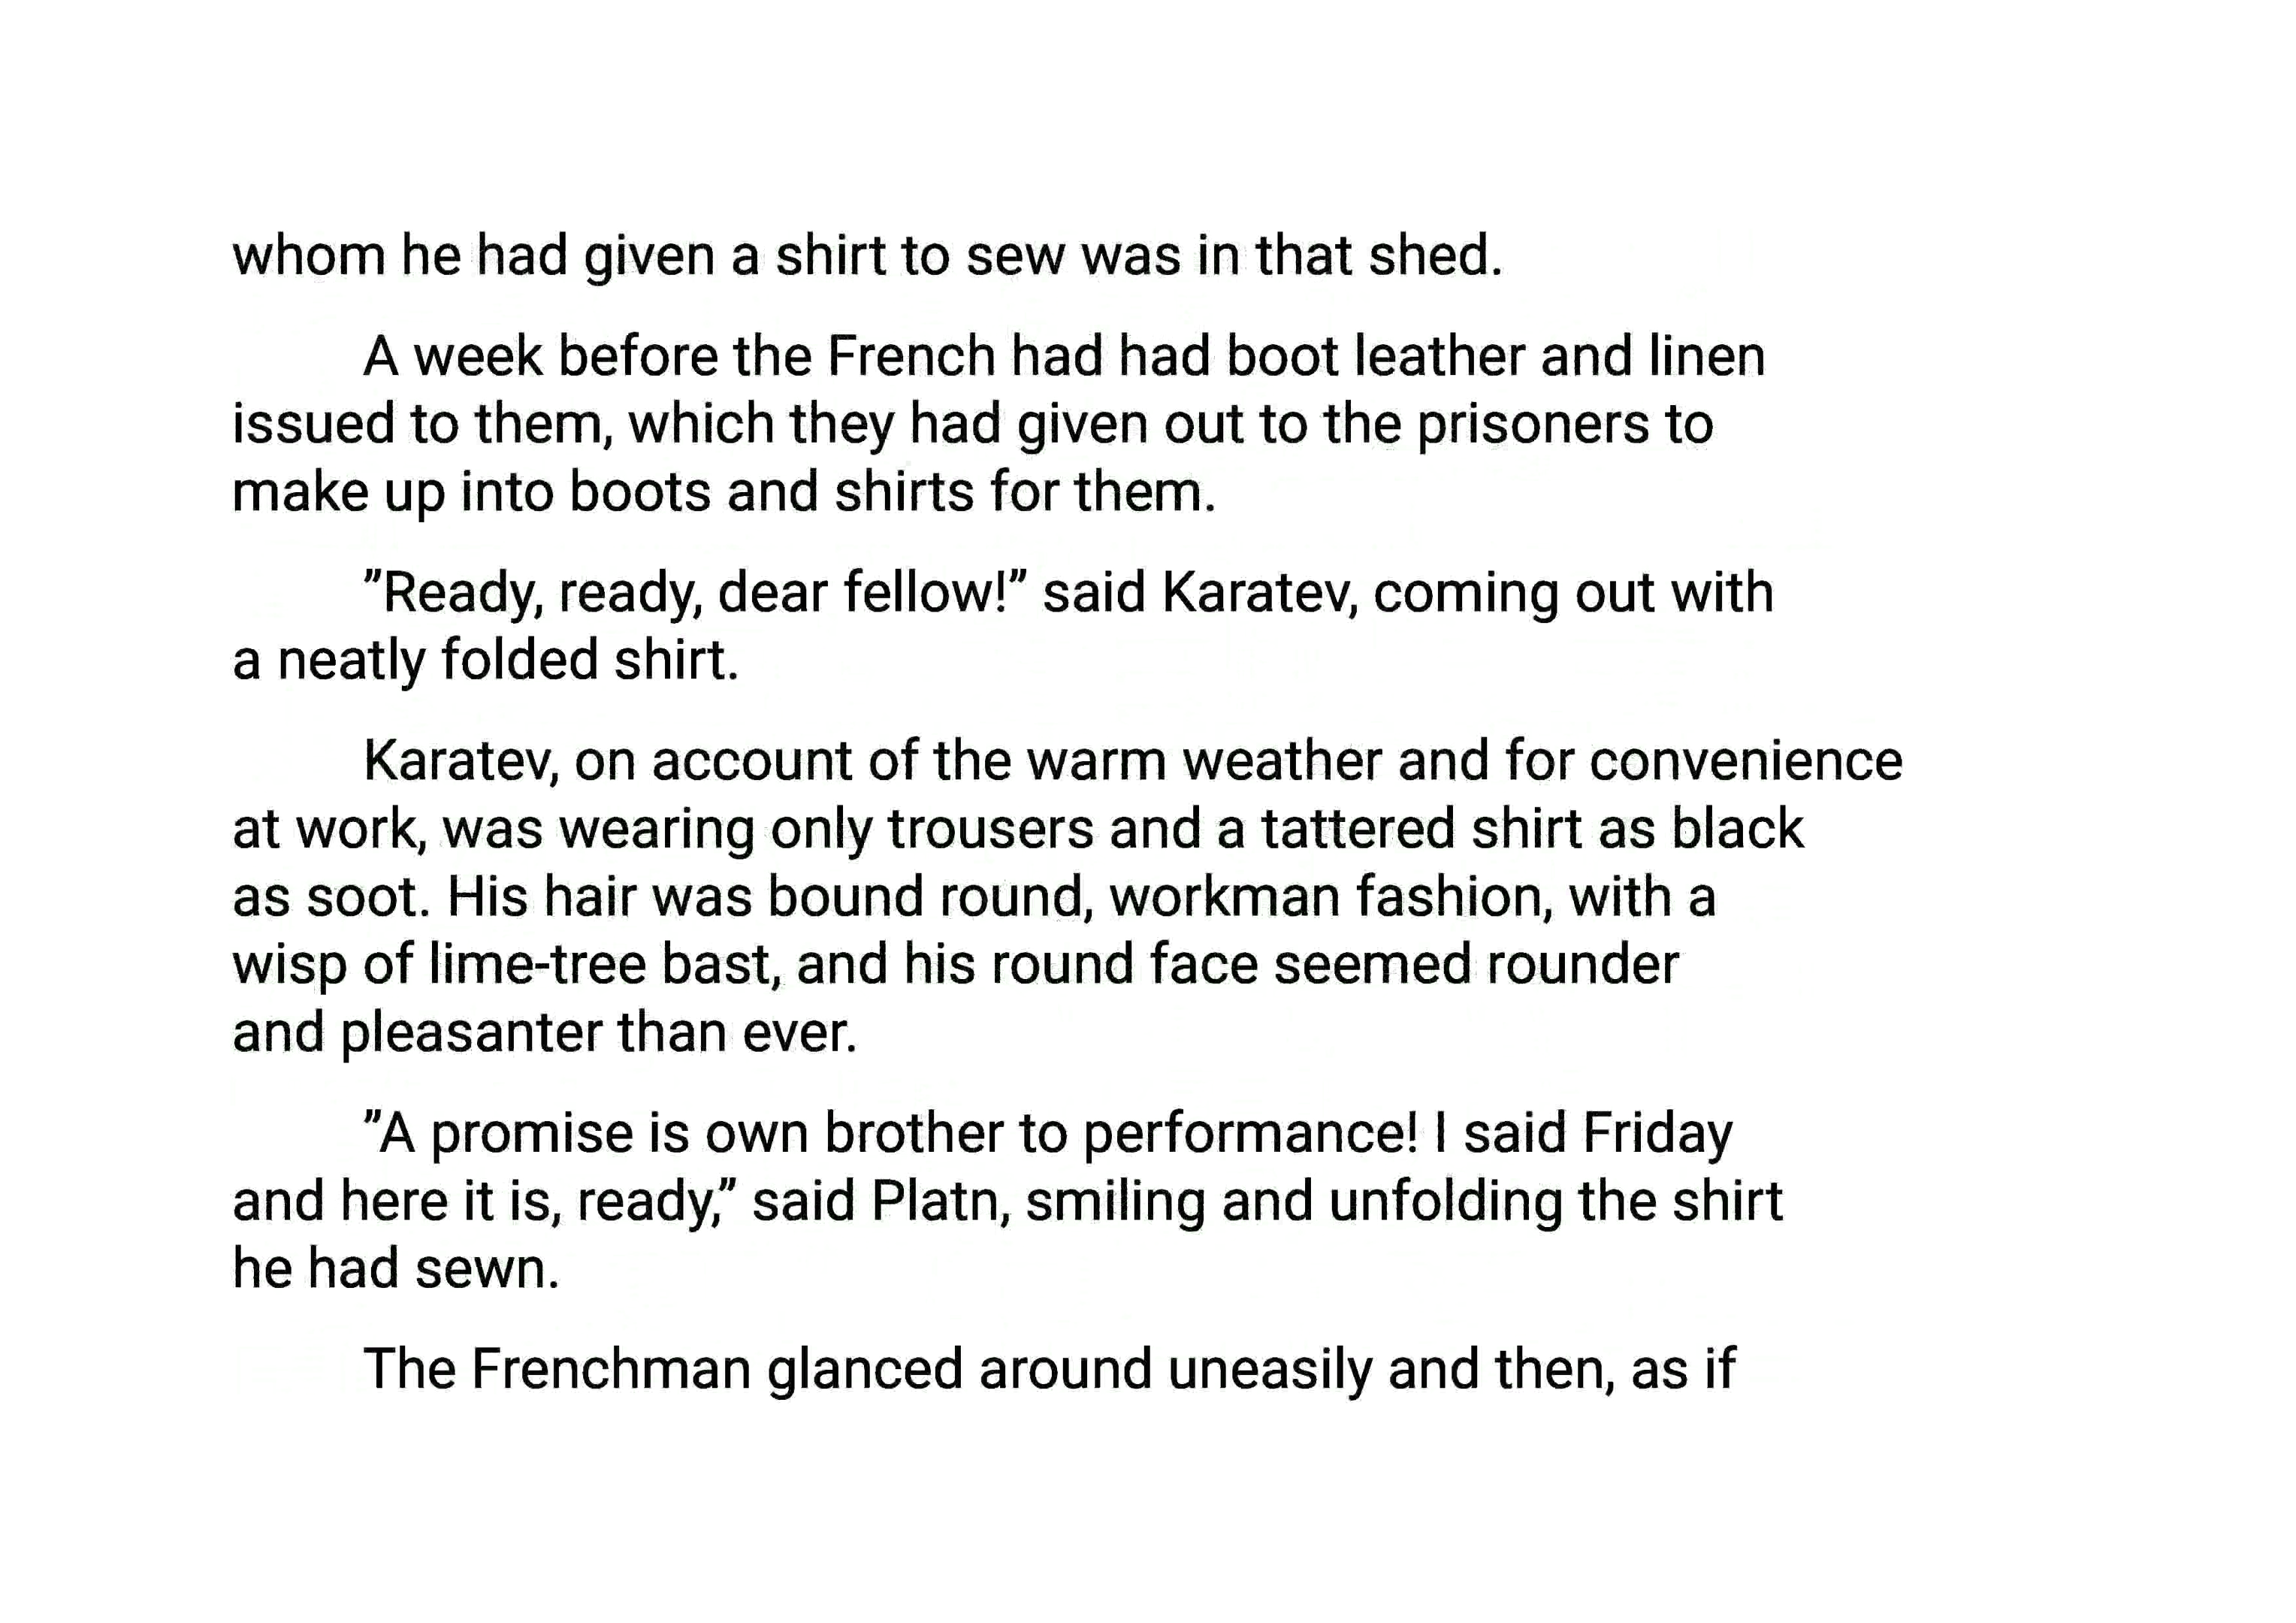 whom he had given a shirt to sew was in that shed.
A week before the French had had boot leather and linen
issued to them, which they had given out to the prisoners to
make up into boots and shirts for them.
”Ready, ready, dear fellow!” said Karatev, coming out with
a neatly folded shirt.
Karatev, on account of the warm weather and for convenience
at work, was wearing only trousers and a tattered shirt as black
as soot. His hair was bound round, workman fashion, with a
wisp of lime-tree bast, and his round face seemed rounder
and pleasanter than ever.
”A promise is own brother to performance! I said Friday
and here it is, ready,” said Platn, smiling and unfolding the shirt
he had sewn.
The Frenchman glanced around uneasily and then, as if